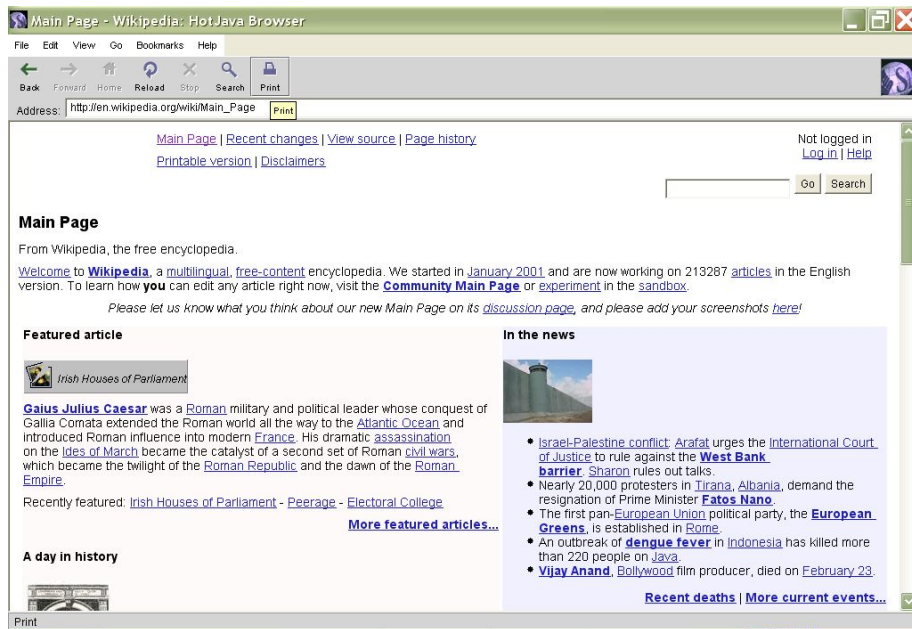 Main Page - Wikipedia: HotJava Browser
File Edit View Go Bookmarks Help
Back Forward Home Reload Stop Search Print
Address: http://en.wikipedia.org/wiki/Main_Page
Print
Main Page | Recent changes | View source | Page history
Printable version | Disclaimers
Not logged in
Log in | Help
Go Search
Main Page
From Wikipedia, the free encyclopedia.
Welcome to Wikipedia, a multilingual, free-content encyclopedia. We started in January 2001 and are now working on 213287 articles in the English
version. To learn how you can edit any article right now, visit the Community Main Page or experiment in the sandbox.
Please let us know what you think about our new Main Page on its discussion page, and please add your screenshots here!
Featured article
Irish Houses of Parliament
Gaius Julius Caesar was a Roman military and political leader whose conquest of
Gallia Comata extended the Roman world all the way to the Atlantic Ocean and
introduced Roman influence into modern France. His dramatic assassination
on the Ides of March became the catalyst of a second set of Roman civil wars,
which became the twilight of the Roman Republic and the dawn of the Roman
Empire.
Recently featured: Irish Houses of Parliament - Peerage - Electoral College
More featured articles...
A day in history
In the news
Israel-Palestine conflict: Arafat urges the International Court
of Justice to rule against the West Bank
barrier. Sharon rules out talks.
Nearly 20,000 protesters in Tirana, Albania, demand the
resignation of Prime Minister Fatos Nano.
The first pan-European Union political party, the European
Greens, is established in Rome.
An outbreak of dengue fever in Indonesia has killed more
than 220 people on Java.
Vijay Anand, Bollywood film producer, died on February 23.
Recent deaths | More current events...
Print